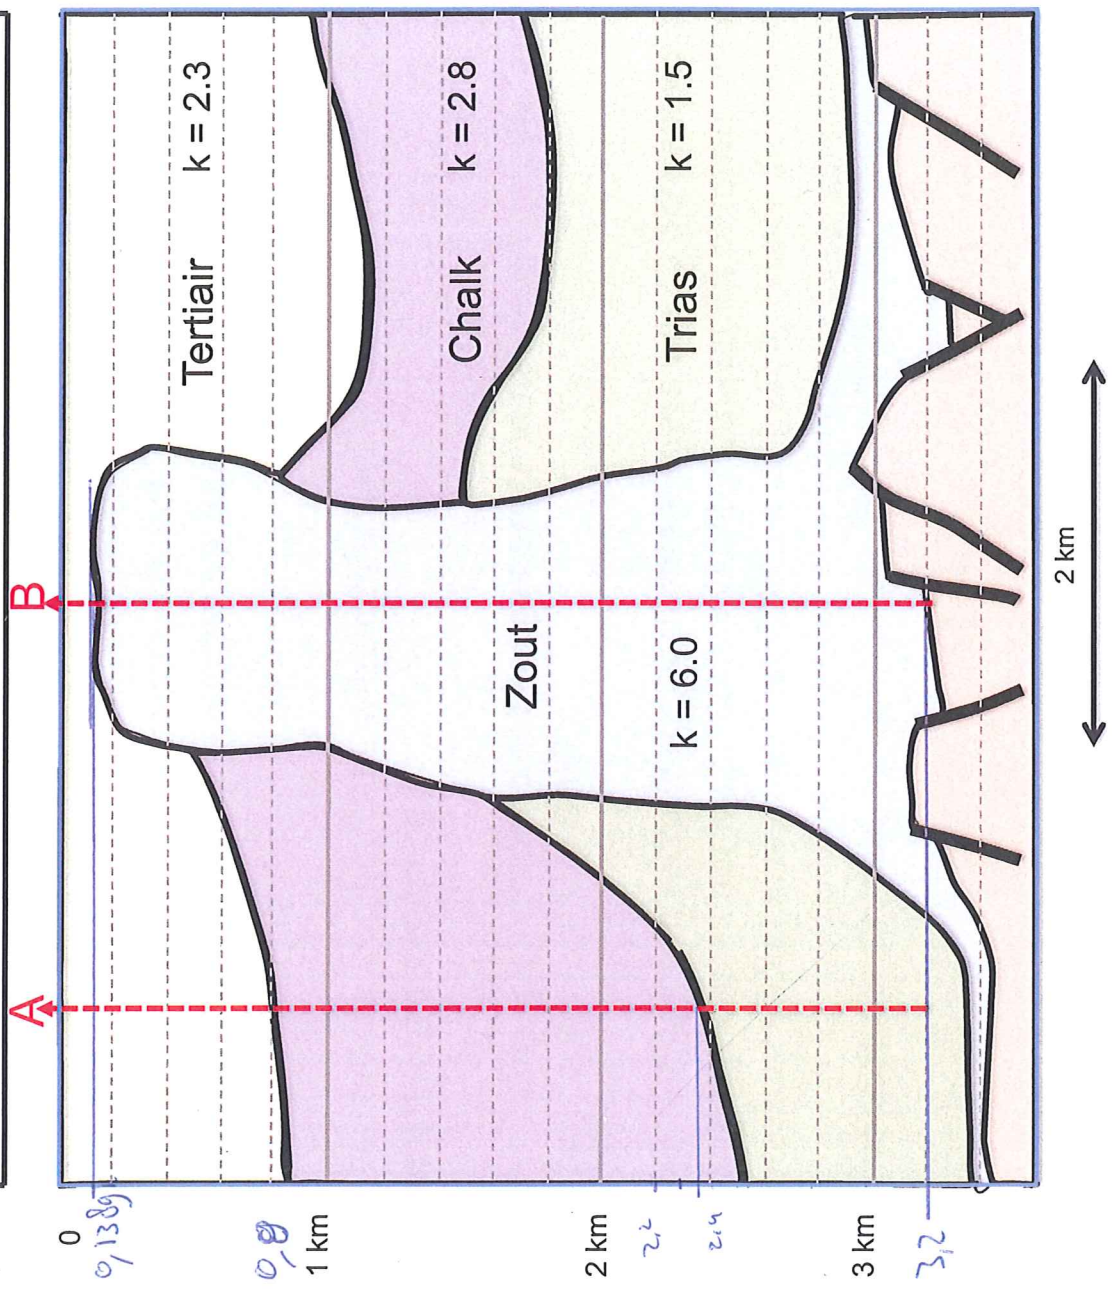 A
B
Tertiair k = 2.3
Chalk k = 2.8
Trias k = 1.5
Zout
k = 6.0
0
0,1389
0,8
1 km
2 km
2,2
2,4
3 km
3,2
2 km